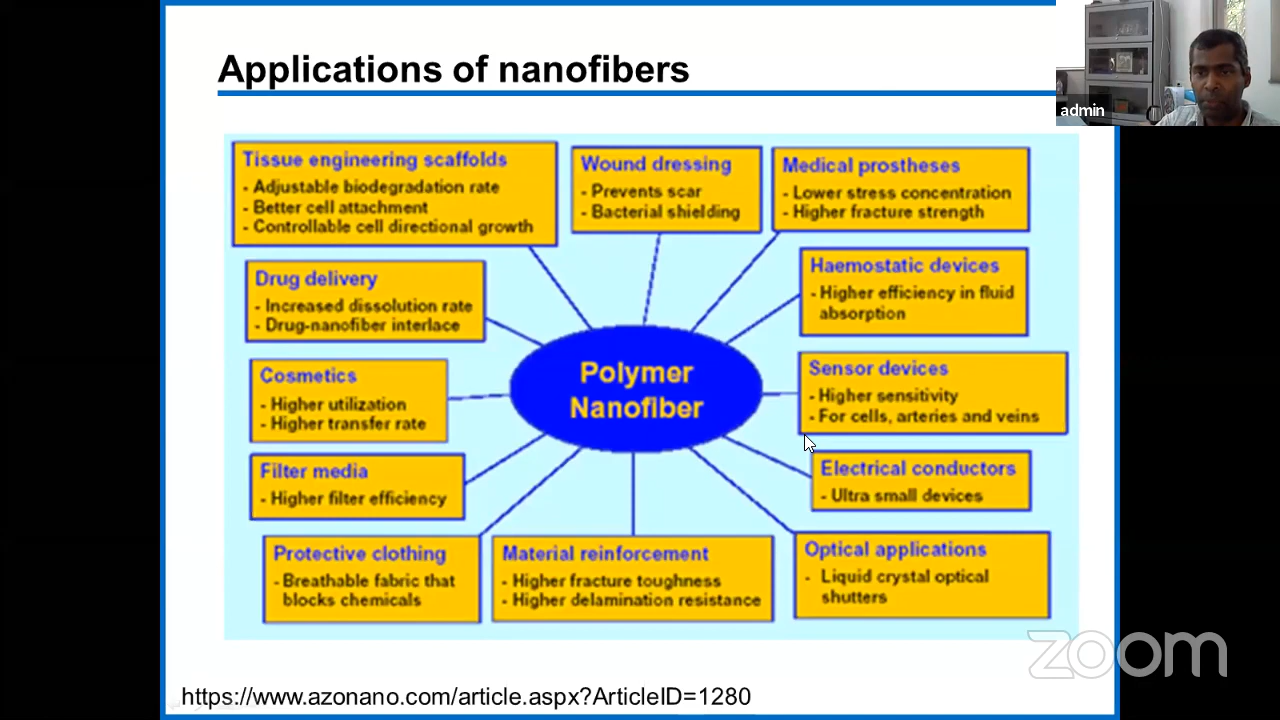 Applications of nanofibers
admin
Tissue engineering scaffolds
- Adjustable biodegradation rate
- Better cell attachment
- Controllable cell directional growth
Wound dressing
- Prevents scar
- Bacterial shielding
Medical prostheses
- Lower stress concentration
- Higher fracture strength
Drug delivery
- Increased dissolution rate
- Drug-nanofiber interlace
Haemostatic devices
- Higher efficiency in fluid
absorption
Cosmetics
- Higher utilization
- Higher transfer rate
Polymer
Nanofiber
Sensor devices
- Higher sensitivity
- For cells, arteries and veins
Filter media
- Higher filter efficiency
Electrical conductors
- Ultra small devices
Protective clothing
- Breathable fabric that
blocks chemicals
Material reinforcement
- Higher fracture toughness
- Higher delamination resistance
Optical applications
- Liquid crystal optical
shutters
zoom
https://www.azonano.com/article.aspx?ArticleID=1280